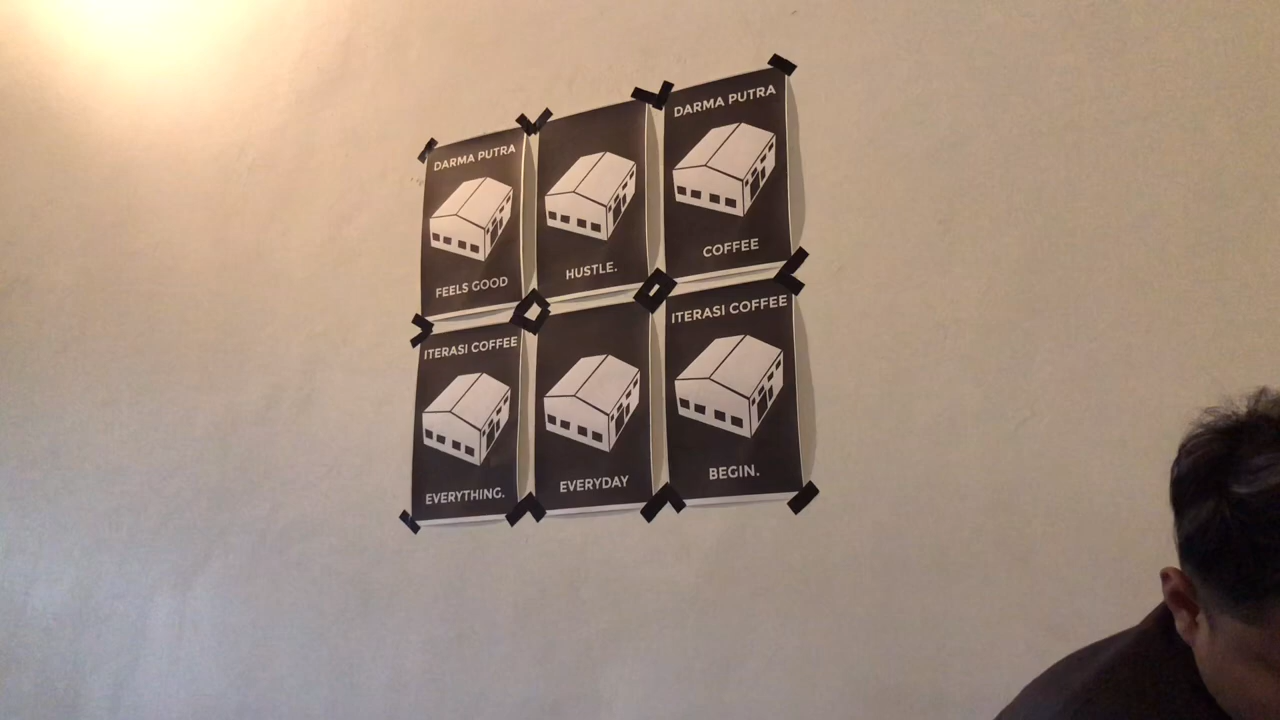 DARMA PUTRA
FEELS GOOD
HUSTLE.
DARMA PUTRA
COFFEE
ITERASI COFFEE
EVERYTHING.
EVERYDAY
ITERASI COFFEE
BEGIN.